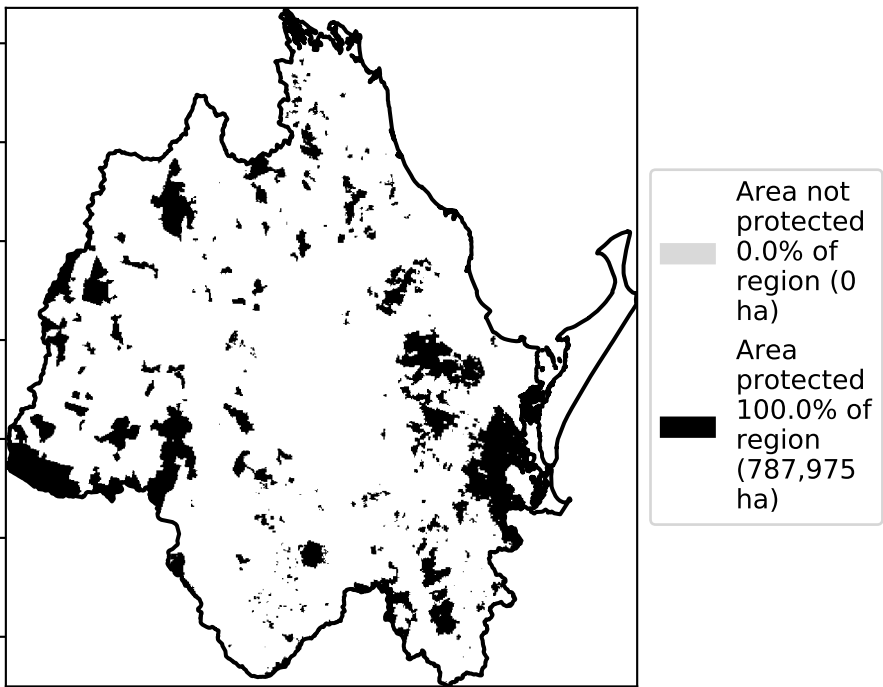 Area not
protected
0.0% of
region (0
ha)
Area
protected
100.0% of
region
(787,975
ha)